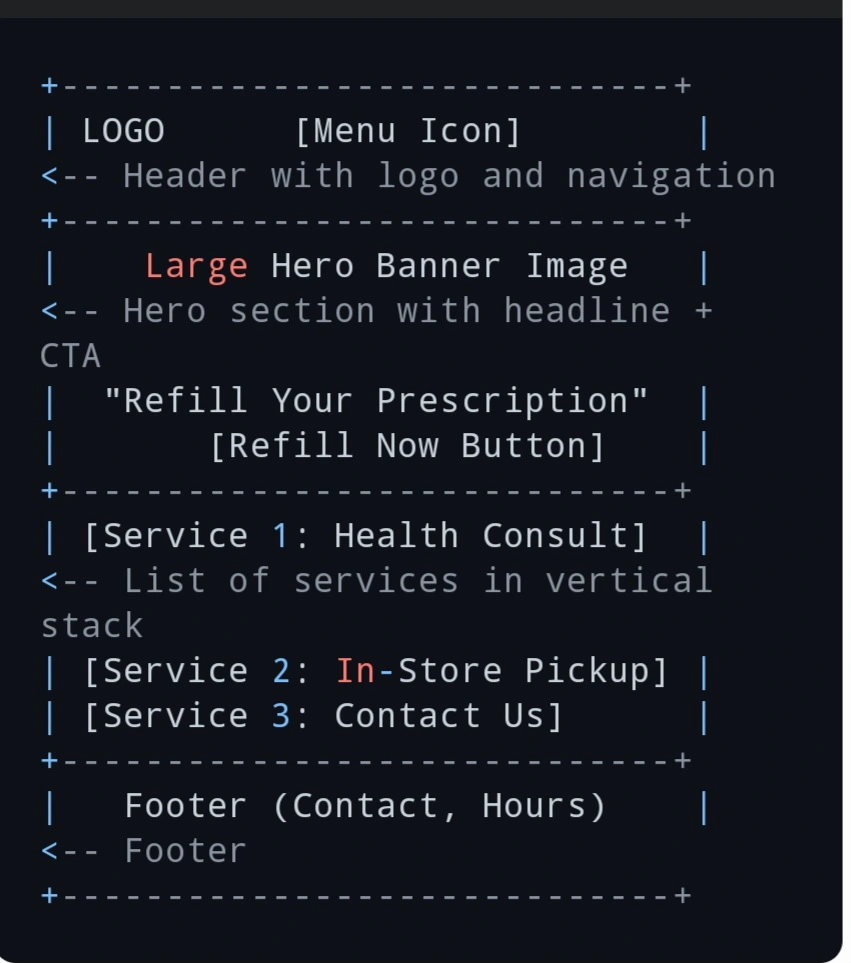 +-----------------------------+
| LOGO      [Menu Icon]        |
<-- Header with logo and navigation
+-----------------------------+
|    Large Hero Banner Image   |
<-- Hero section with headline +
CTA
|  "Refill Your Prescription"  |
|       [Refill Now Button]    |
+-----------------------------+
| [Service 1: Health Consult]  |
<-- List of services in vertical
stack
| [Service 2: In-Store Pickup] |
| [Service 3: Contact Us]      |
+-----------------------------+
|   Footer (Contact, Hours)    |
<-- Footer
+-----------------------------+